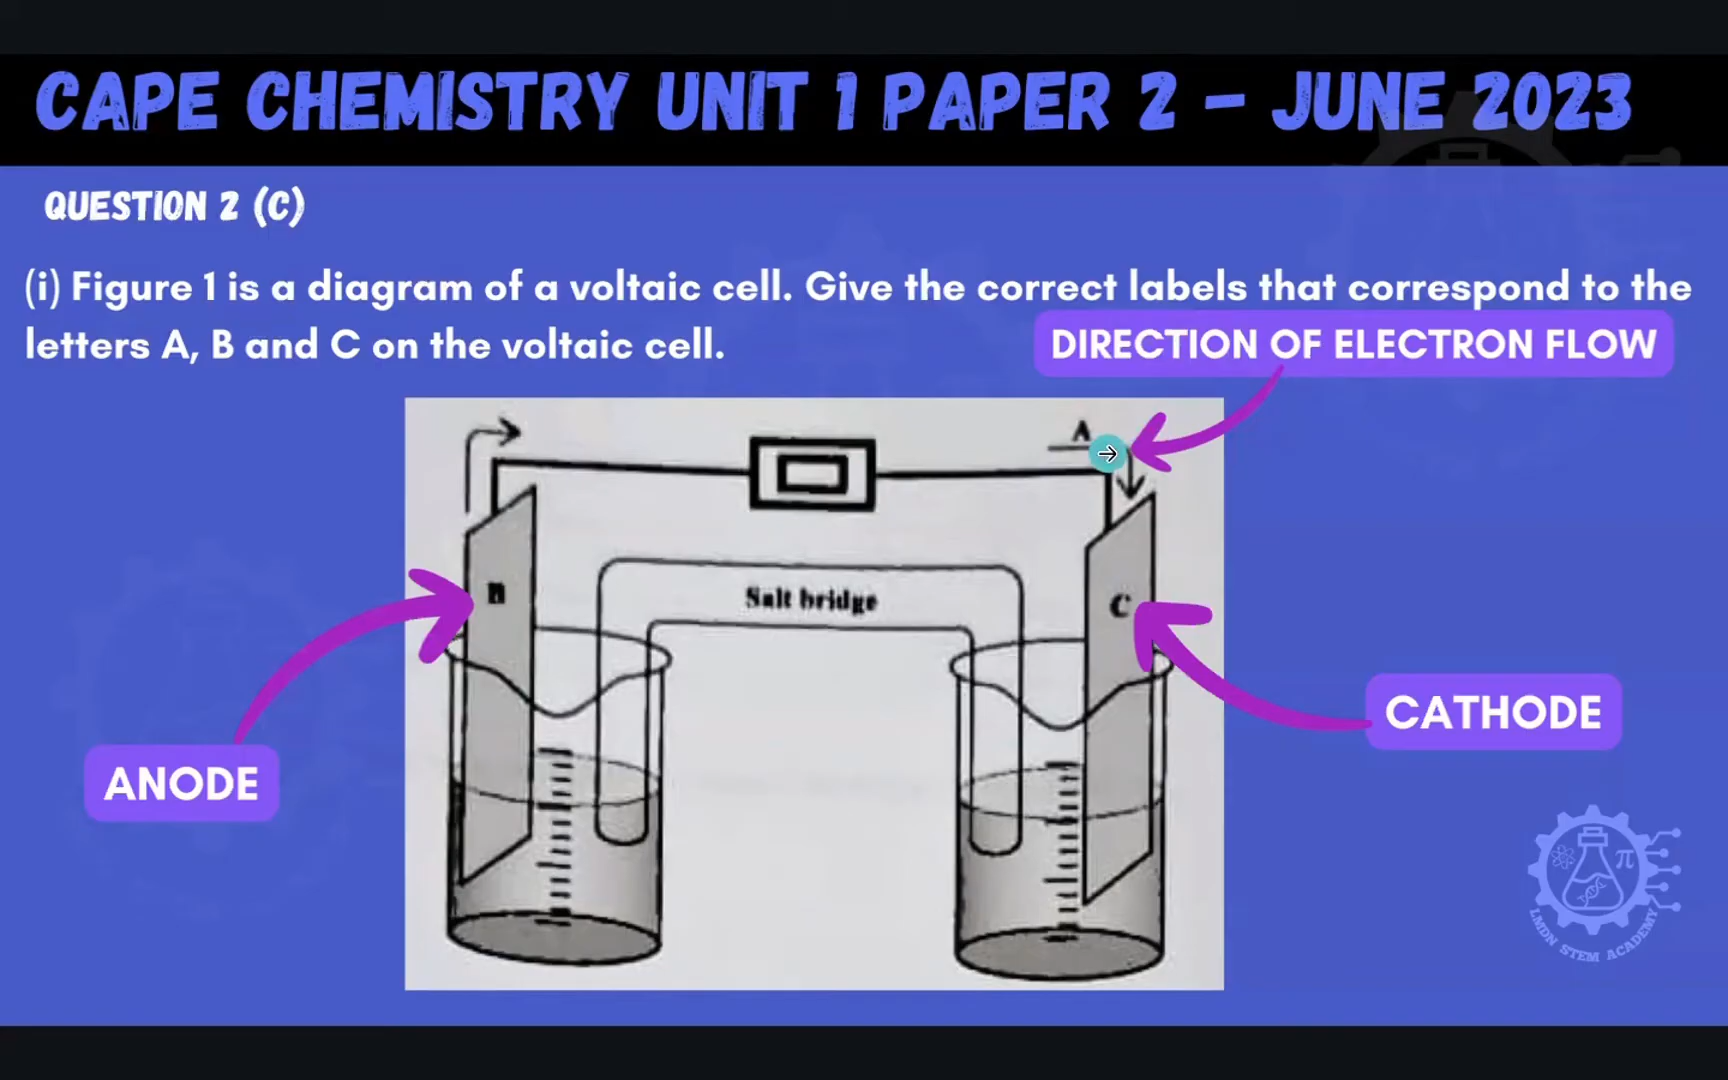 CAPE CHEMISTRY UNIT 1 PAPER 2 – JUNE 2023
QUESTION 2 (C)
(i) Figure 1 is a diagram of a voltaic cell. Give the correct labels that correspond to the
letters A, B and C on the voltaic cell.
DIRECTION OF ELECTRON FLOW
A
B
Salt bridge
C
CATHODE
ANODE
π
LMDN STEM ACADEMY